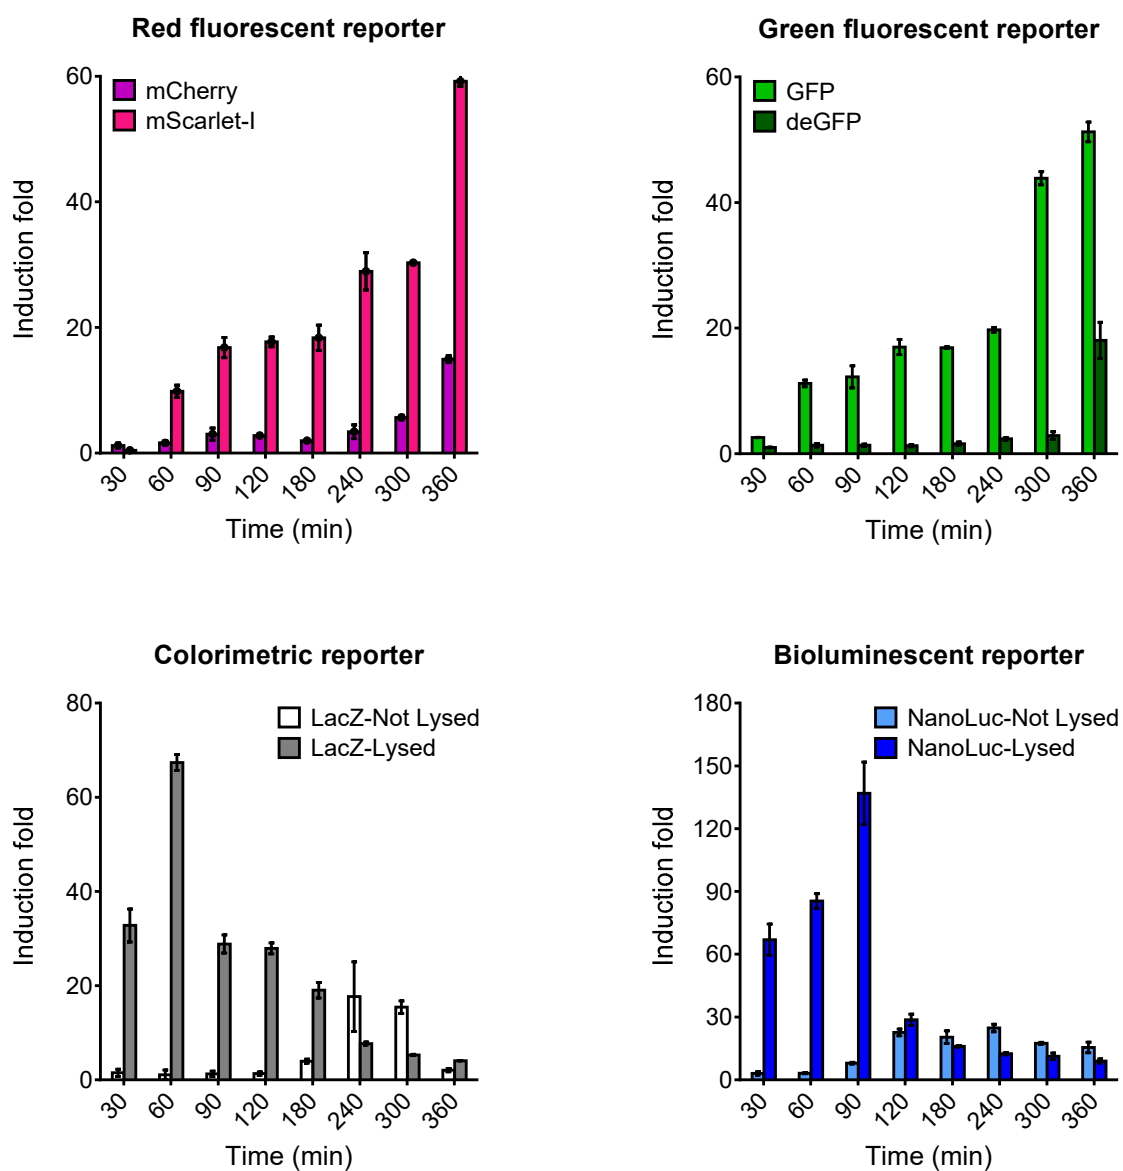 Red fluorescent reporter
mCherry
mScarlet-I
Induction fold
60
40
20
0
30
60
90
120
180
240
300
360
Time (min)
Green fluorescent reporter
GFP
deGFP
Induction fold
60
40
20
0
30
60
90
120
180
240
300
360
Time (min)
Colorimetric reporter
LacZ-Not Lysed
LacZ-Lysed
Induction fold
80
60
40
20
0
30
60
90
120
180
240
300
360
Time (min)
Bioluminescent reporter
NanoLuc-Not Lysed
NanoLuc-Lysed
Induction fold
180
150
120
90
60
30
0
30
60
90
120
180
240
300
360
Time (min)